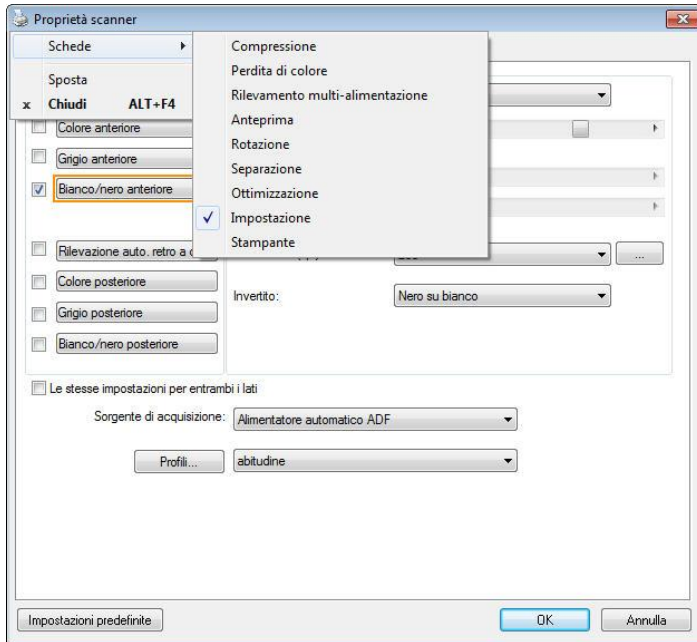 Proprietà scanner
Schede
Sposta
x Chiudi ALT+F4
Compressione
Perdita di colore
Rilevamento multi-alimentazione
Anteprima
Rotazione
Separazione
Ottimizzazione
Impostazione
Stampante
Colore anteriore
Grigio anteriore
Bianco/nero anteriore
Rilevazione auto. retro a
...
Colore posteriore
Invertito: Nero su bianco
Grigio posteriore
Bianco/nero posteriore
Le stesse impostazioni per entrambi i lati
Sorgente di acquisizione: Alimentatore automatico ADF
Profili... abitudine
Impostazioni predefinite OK Annulla